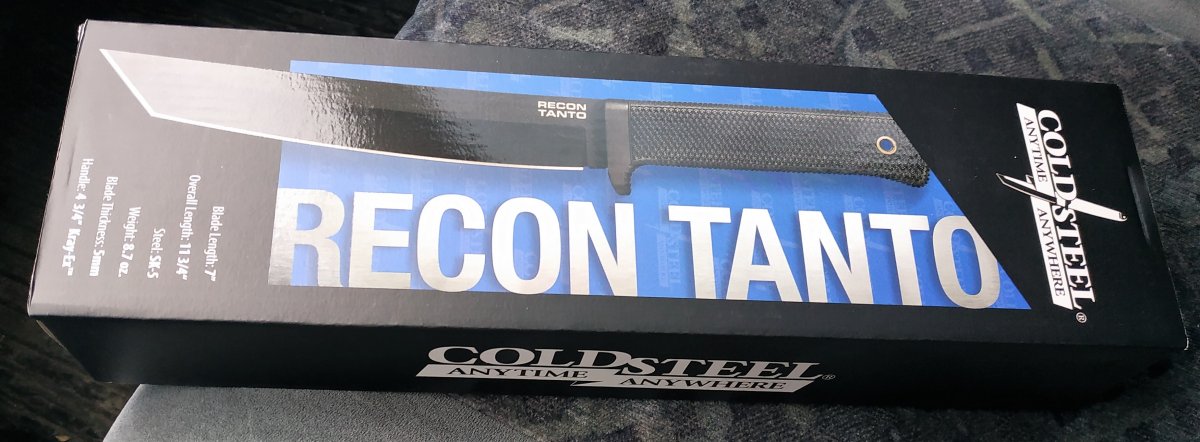 RECON
TANTO
RECON TANTO
Blade Length: 7"
Overall Length: 11 3/4"
Steel: SK-5
Weight: 8.7 oz
Blade Thickness: 5mm
Handle: 4 3/4" Kray-Ex™
COLD STEEL®
ANYTIME ANYWHERE
COLD STEEL®
ANYTIME ANYWHERE